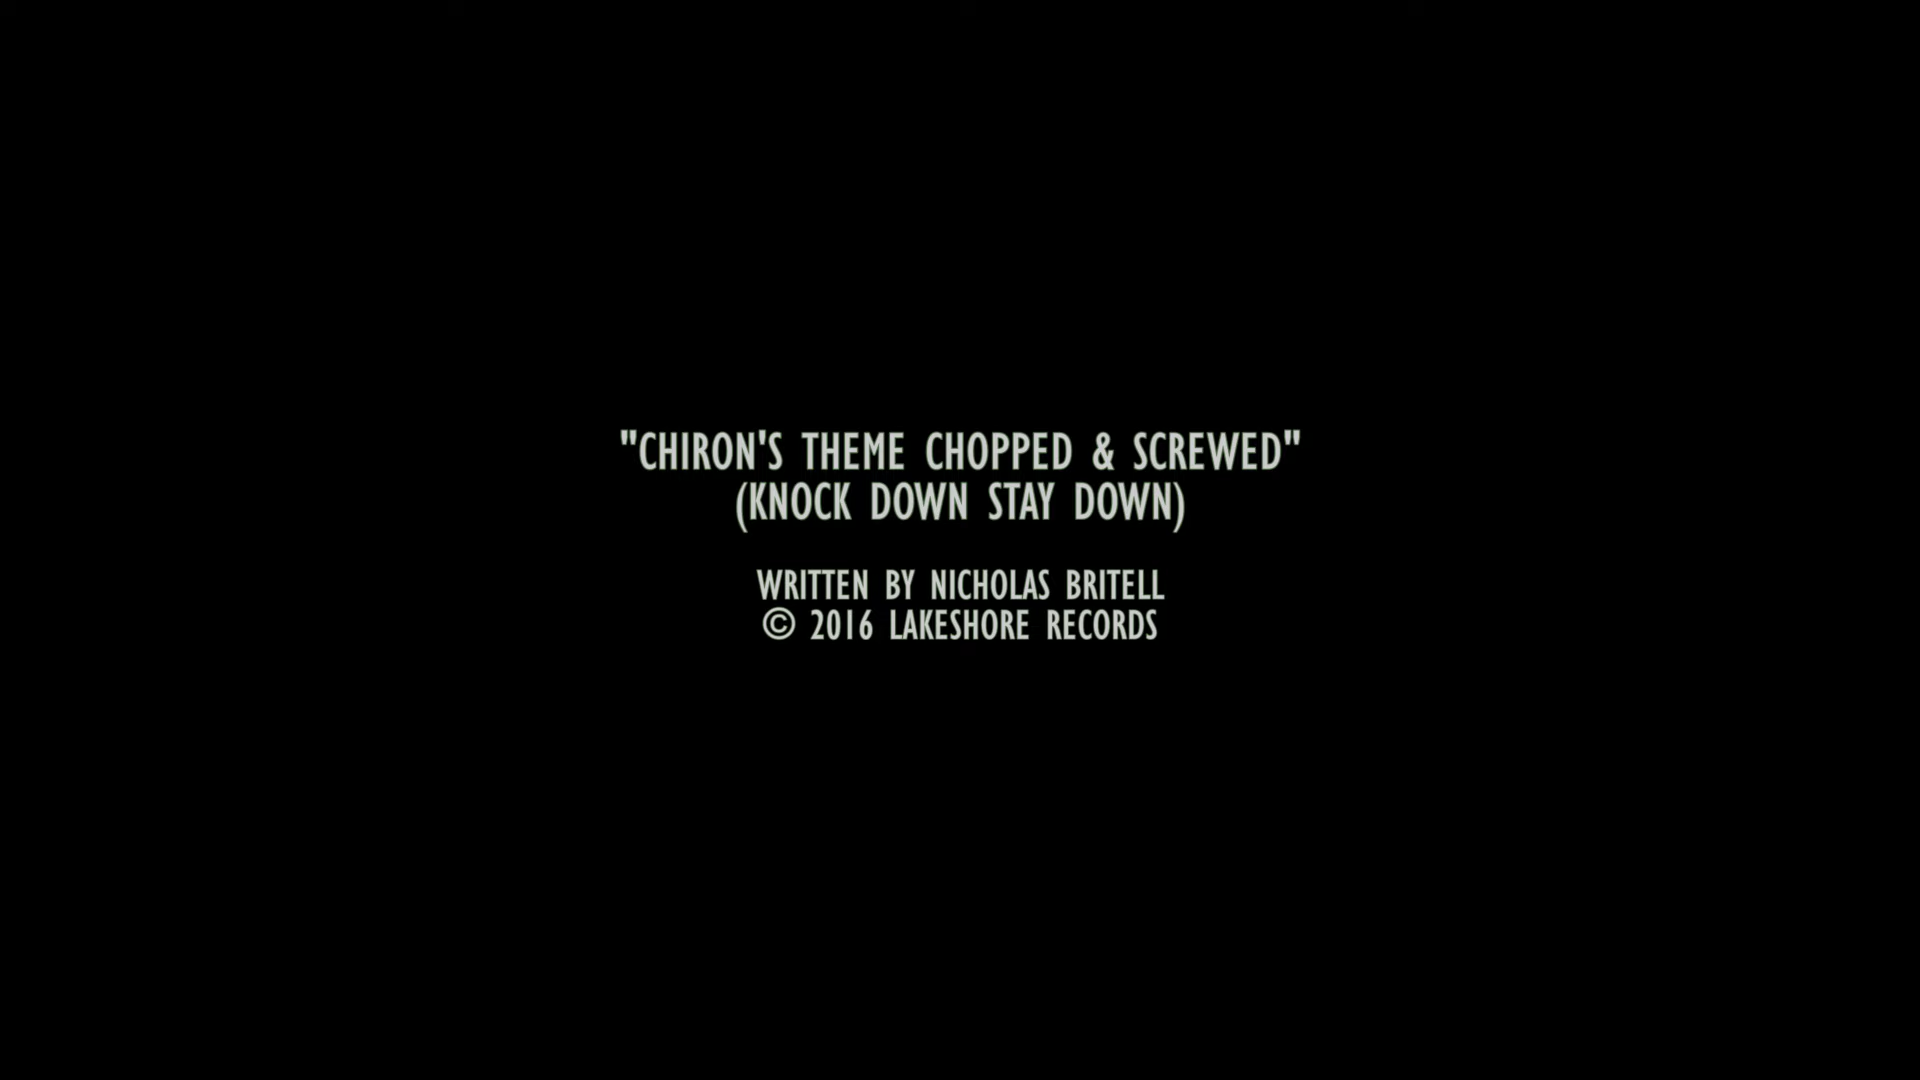 "CHIRON'S THEME CHOPPED & SCREWED"
(KNOCK DOWN STAY DOWN)
WRITTEN BY NICHOLAS BRITELL
© 2016 LAKESHORE RECORDS